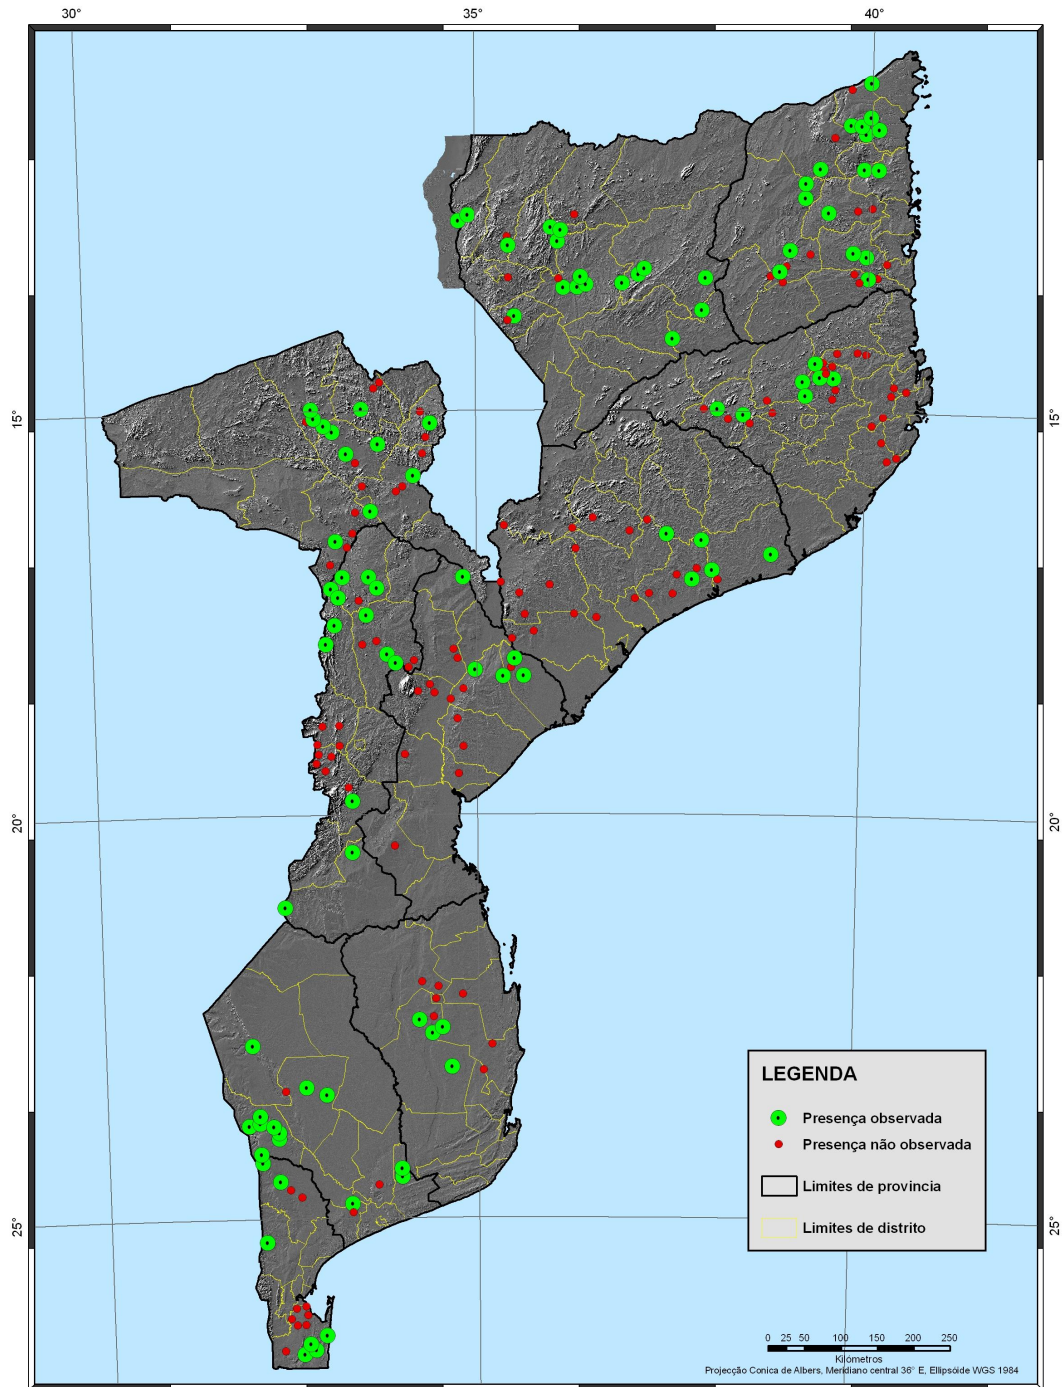 30° 35° 40°
15° 15°
20° 20°
25° 25°
LEGENDA
Presença observada
Presença não observada
Limites de provincia
Limites de distrito
0 25 50 100 150 200 250
Kilómetros
Projecção Conica de Albers, Meridiano central 36° E, Ellipsóide WGS 1984